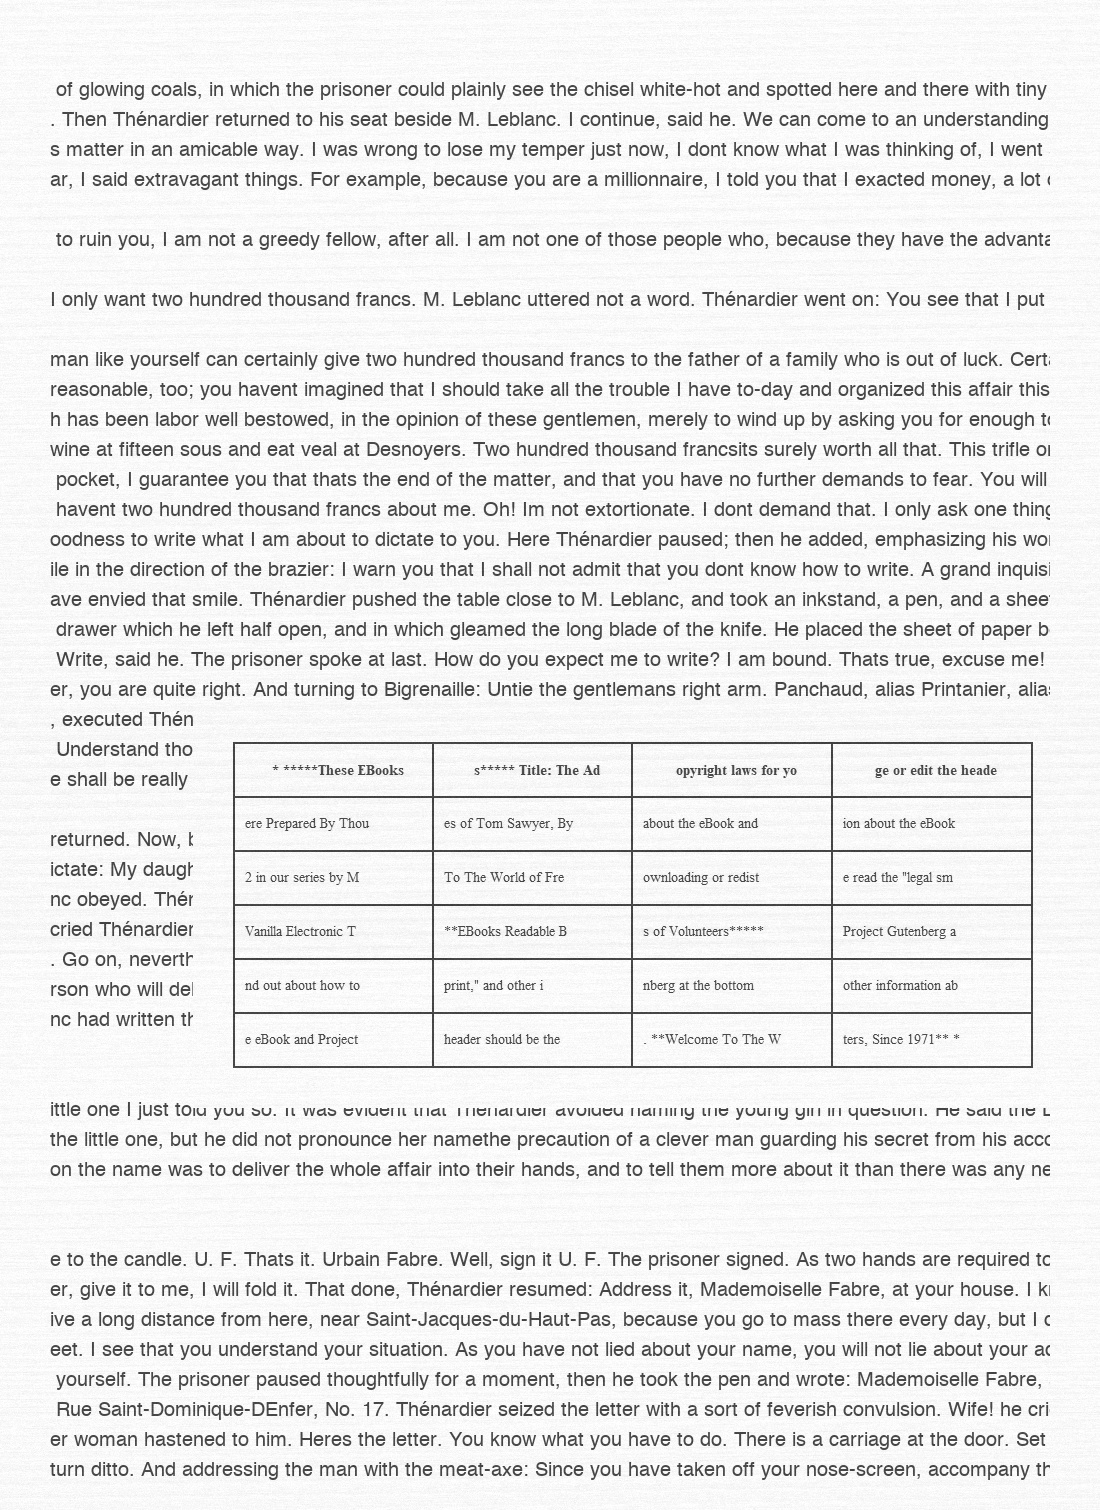 of glowing coals, in which the prisoner could plainly see the chisel white-hot and spotted here and there with tiny
. Then Thénardier returned to his seat beside M. Leblanc. I continue, said he. We can come to an understanding
s matter in an amicable way. I was wrong to lose my temper just now, I dont know what I was thinking of, I went
ar, I said extravagant things. For example, because you are a millionnaire, I told you that I exacted money, a lot
to ruin you, I am not a greedy fellow, after all. I am not one of those people who, because they have the advanta
I only want two hundred thousand francs. M. Leblanc uttered not a word. Thénardier went on: You see that I put
man like yourself can certainly give two hundred thousand francs to the father of a family who is out of luck. Cert
reasonable, too; you havent imagined that I should take all the trouble I have to-day and organized this affair this
h has been labor well bestowed, in the opinion of these gentlemen, merely to wind up by asking you for enough to
wine at fifteen sous and eat veal at Desnoyers. Two hundred thousand francsits surely worth all that. This trifle
pocket, I guarantee you that thats the end of the matter, and that you have no further demands to fear. You will
havent two hundred thousand francs about me. Oh! Im not extortionate. I dont demand that. I only ask one thing
oodness to write what I am about to dictate to you. Here Thénardier paused; then he added, emphasizing his wor
ile in the direction of the brazier: I warn you that I shall not admit that you dont know how to write. A grand inquisi
ave envied that smile. Thénardier pushed the table close to M. Leblanc, and took an inkstand, a pen, and a shee
drawer which he left half open, and in which gleamed the long blade of the knife. He placed the sheet of paper b
Write, said he. The prisoner spoke at last. How do you expect me to write? I am bound. Thats true, excuse me!
er, you are quite right. And turning to Bigrenaille: Untie the gentlemans right arm. Panchaud, alias Printanier, alias
, executed Thén
Understand tho
e shall be really
returned. Now, b
ictate: My daugh
nc obeyed. Thén
cried Thénardier
. Go on, neverth
rson who will del
nc had written th
* *****These EBooks s***** Title: The Ad opyright laws for yo ge or edit the heade
ere Prepared By Thou es of Tom Sawyer, By about the eBook and ion about the eBook
2 in our series by M To The World of Fre ownloading or redist e read the "legal sm
Vanilla Electronic T **EBooks Readable B s of Volunteers***** Project Gutenberg a
nd out about how to print," and other i nberg at the bottom other information ab
e eBook and Project header should be the . **Welcome To The W ters, Since 1971** *
ittle one I just told you so. It was evident that Thénardier avoided naming the young girl in question. He said the
the little one, but he did not pronounce her namethe precaution of a clever man guarding his secret from his acco
on the name was to deliver the whole affair into their hands, and to tell them more about it than there was any ne
e to the candle. U. F. Thats it. Urbain Fabre. Well, sign it U. F. The prisoner signed. As two hands are required to
er, give it to me, I will fold it. That done, Thénardier resumed: Address it, Mademoiselle Fabre, at your house. I k
ive a long distance from here, near Saint-Jacques-du-Haut-Pas, because you go to mass there every day, but I
eet. I see that you understand your situation. As you have not lied about your name, you will not lie about your ad
yourself. The prisoner paused thoughtfully for a moment, then he took the pen and wrote: Mademoiselle Fabre,
Rue Saint-Dominique-DEnfer, No. 17. Thénardier seized the letter with a sort of feverish convulsion. Wife! he cri
er woman hastened to him. Heres the letter. You know what you have to do. There is a carriage at the door. Set
turn ditto. And addressing the man with the meat-axe: Since you have taken off your nose-screen, accompany th